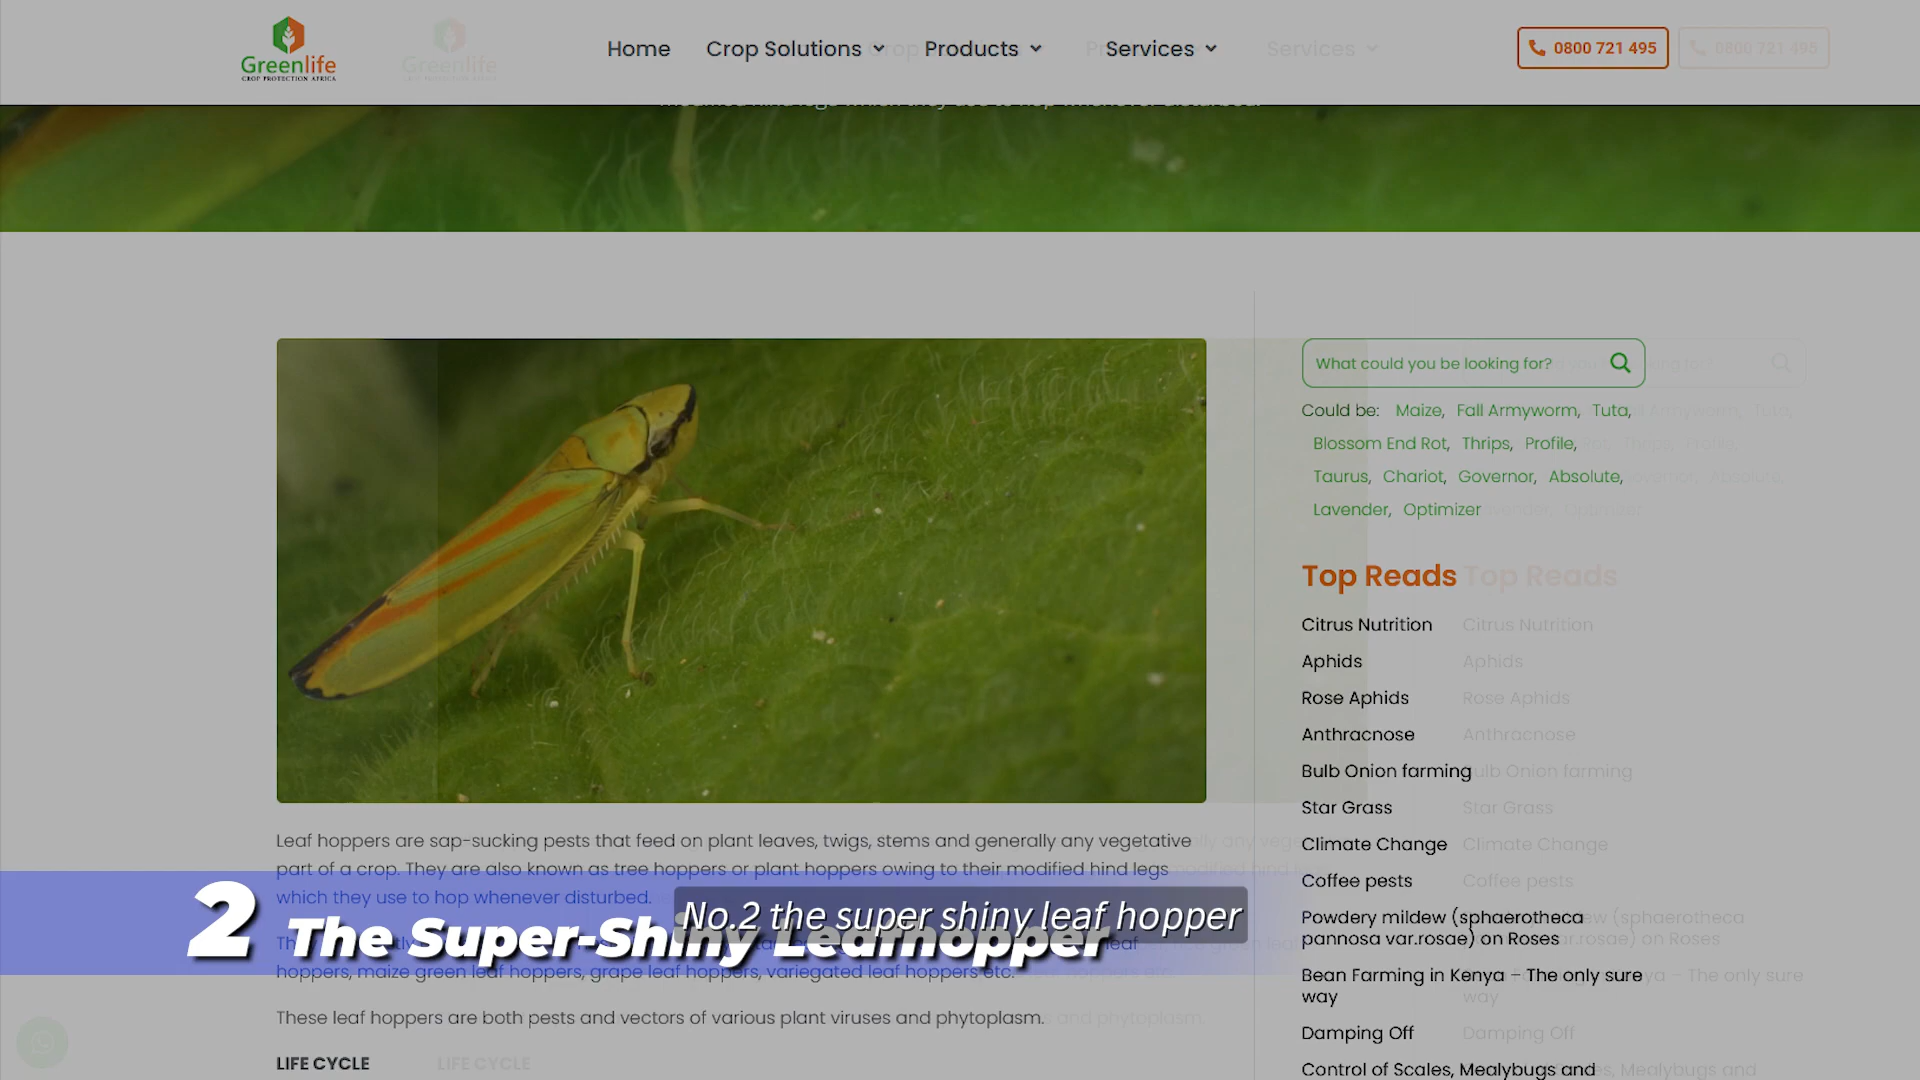 Greenlife
CROP PROTECTION AFRICA
Home
Crop Solutions
Products
Services
0800 721 495
What could you be looking for?
Could be: Maize, Fall Armyworm, Tuta,
Blossom End Rot, Thrips, Profile,
Taurus, Chariot, Governor, Absolute,
Lavender, Optimizer
Top Reads
Citrus Nutrition
Aphids
Rose Aphids
Anthracnose
Bulb Onion farming
Star Grass
Climate Change
Coffee pests
Powdery mildew (sphaerotheca
pannosa var.rosae) on Roses
Bean Farming in Kenya – The only sure
way
Damping Off
Control of Scales, Mealybugs and
Leaf hoppers are sap-sucking pests that feed on plant leaves, twigs, stems and generally any vegetative
part of a crop. They are also known as tree hoppers or plant hoppers owing to their modified hind legs
which they use to hop whenever disturbed.
leaf
hoppers, maize green leaf hoppers, grape leaf hoppers, variegated leaf hoppers etc.
These leaf hoppers are both pests and vectors of various plant viruses and phytoplasm.
LIFE CYCLE
2 The Super-Shiny Leafhopper
No.2 the super shiny leaf hopper